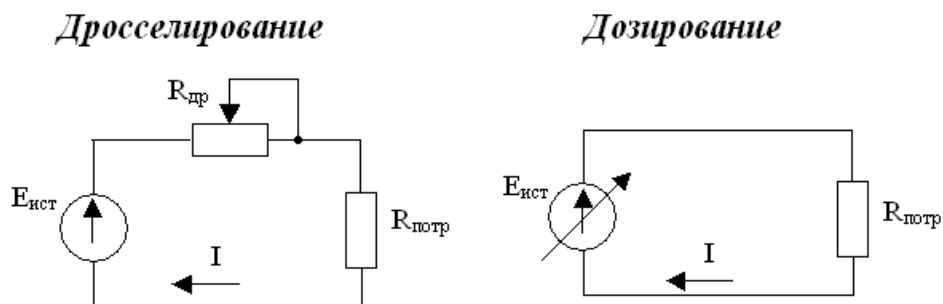 Дросселирование
Rдр
Eист
Rпотр
I
Дозирование
Eист
Rпотр
I